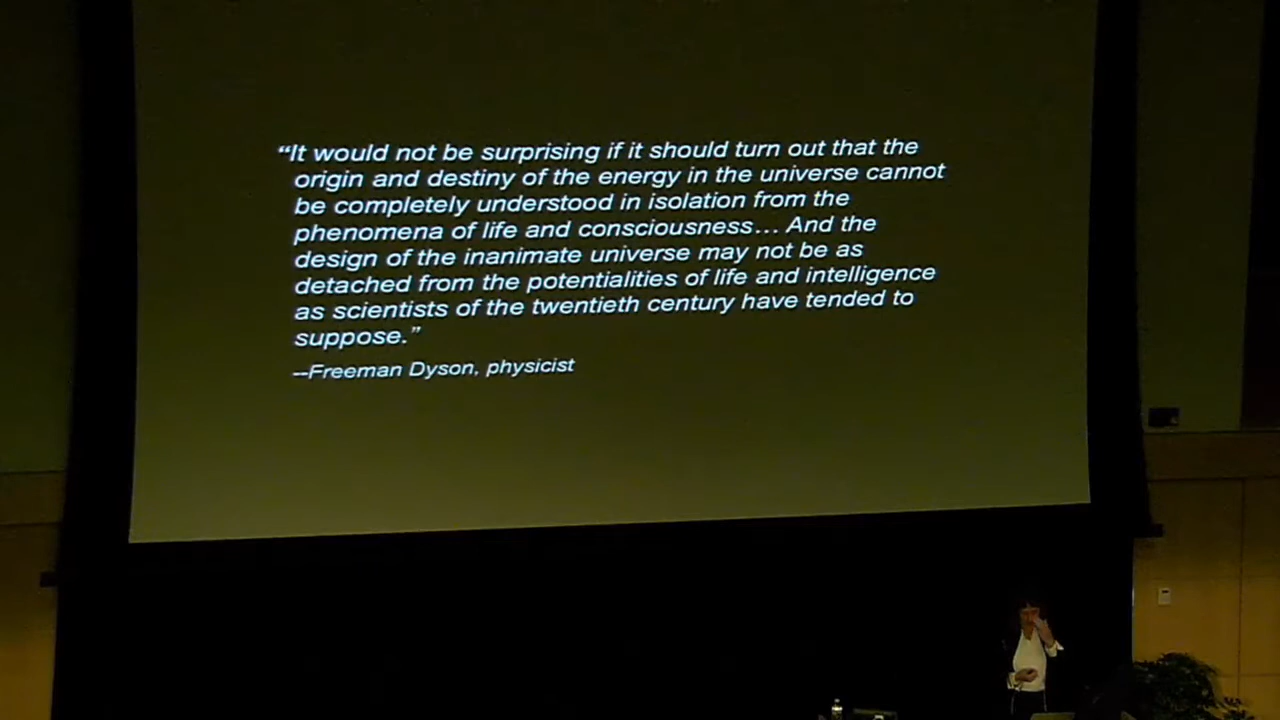 “It would not be surprising if it should turn out that the
origin and destiny of the energy in the universe cannot
be completely understood in isolation from the
phenomena of life and consciousness… And the
design of the inanimate universe may not be as
detached from the potentialities of life and intelligence
as scientists of the twentieth century have tended to
suppose.”
--Freeman Dyson, physicist